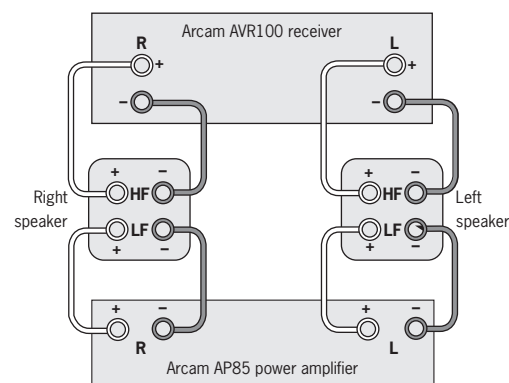 Arcam AVR100 receiver
R L
+ +
– –
+ – + –
Right HF HF Left
speaker LF LF speaker
+ – + –
+ – + –
R L
Arcam AP85 power amplifier